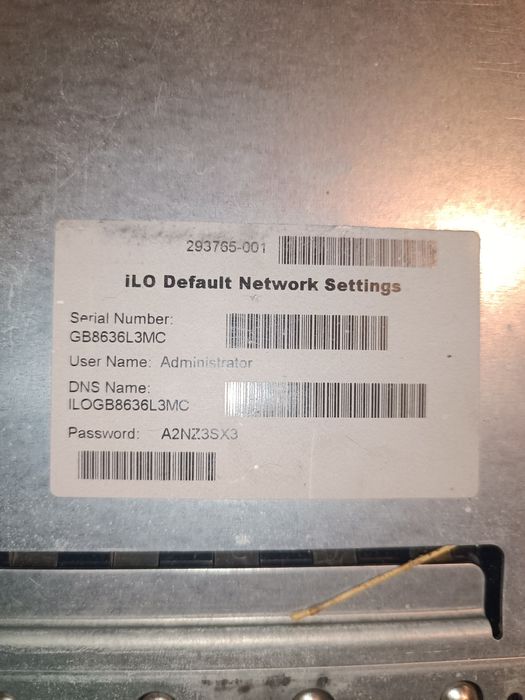 293765-001
iLO Default Network Settings
Serial Number:
GB8636L3MC
User Name: Administrator
DNS Name:
ILOGB8636L3MC
Password: A2NZ3SX3